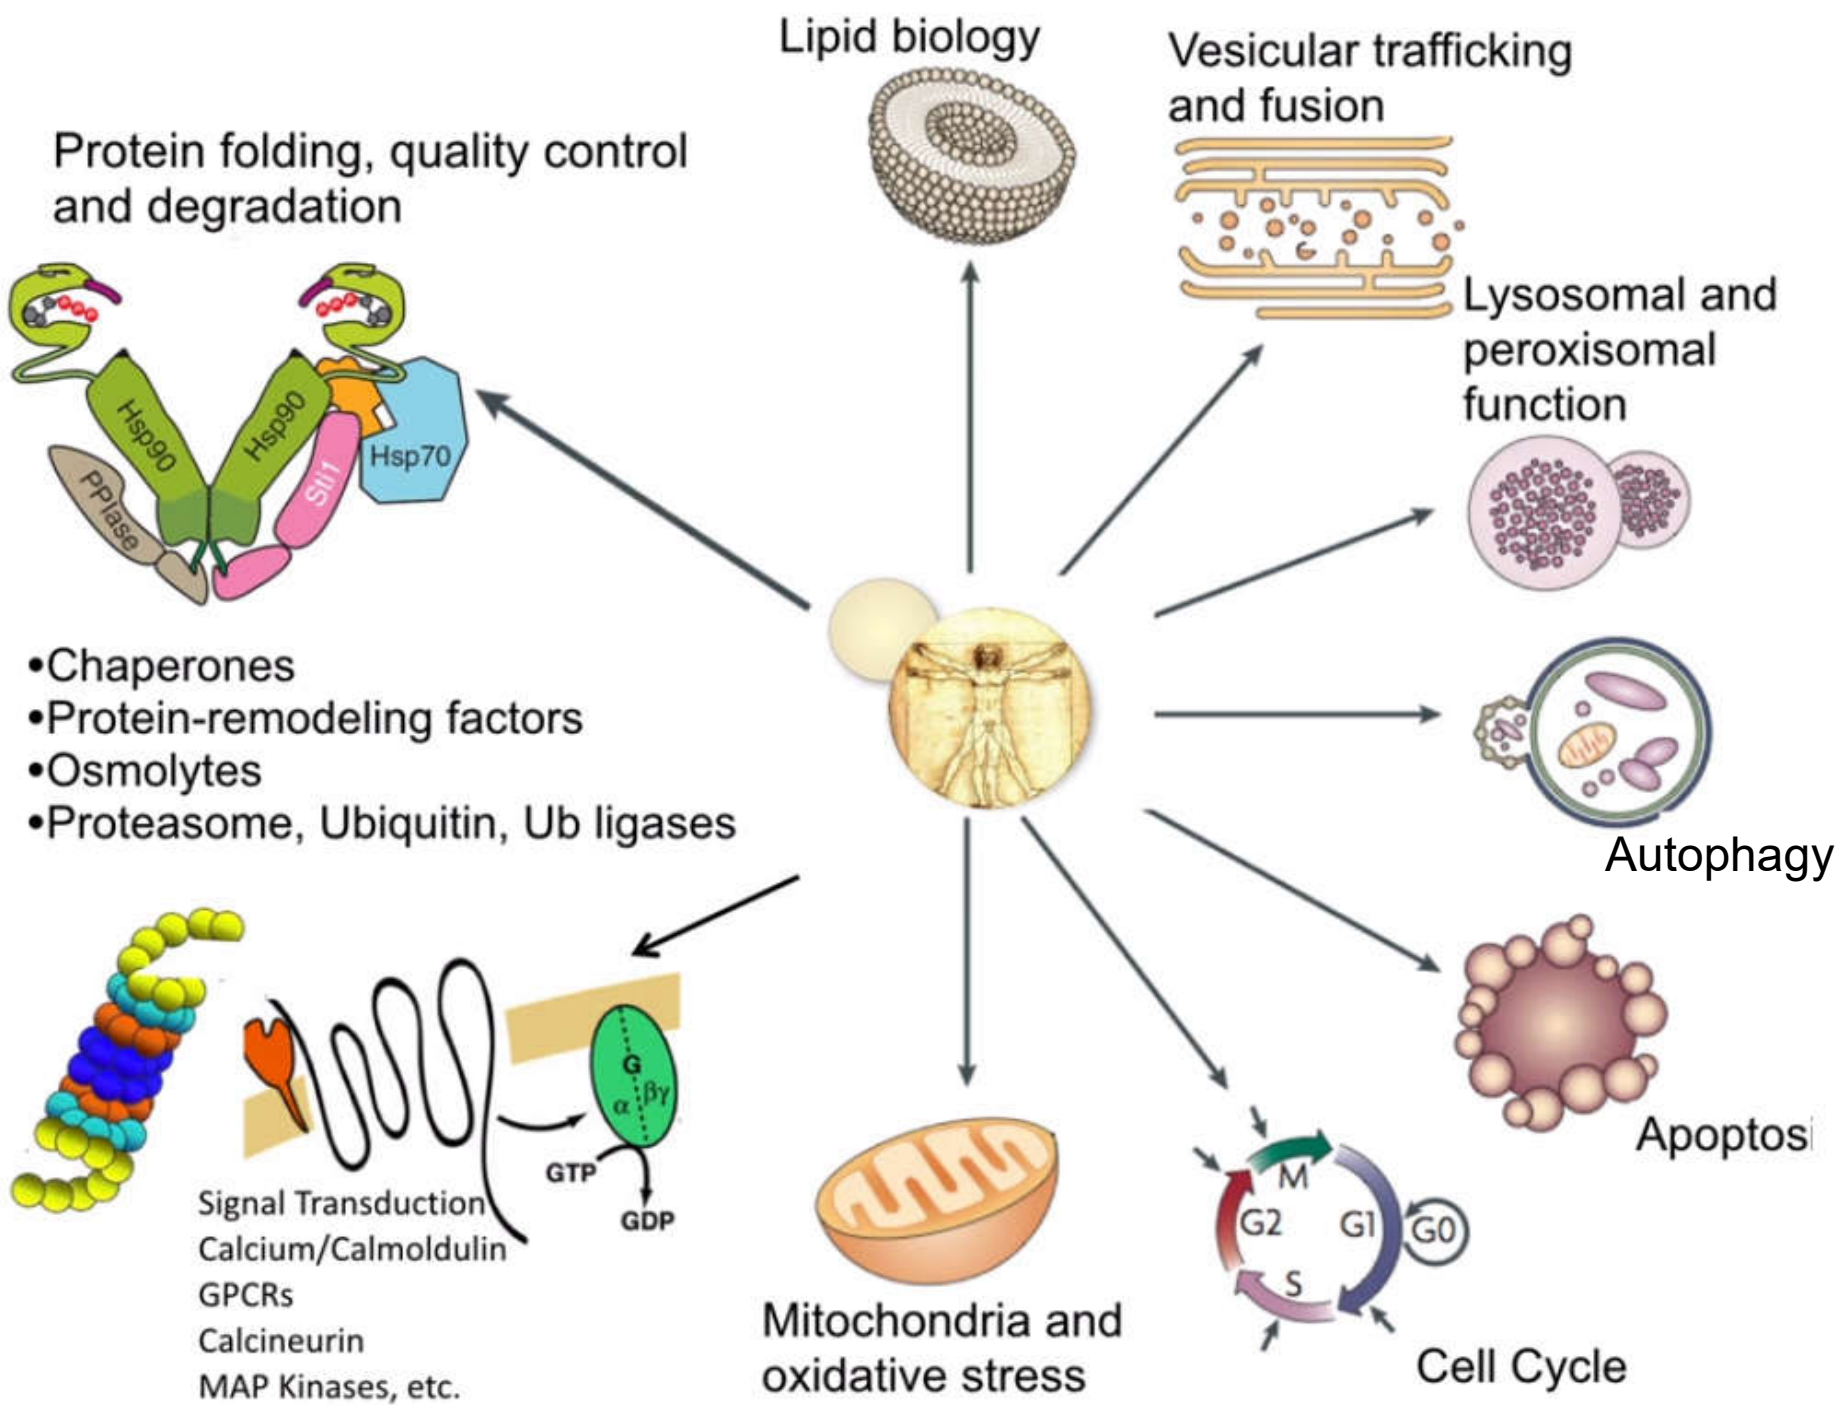 Lipid biology
Vesicular trafficking
and fusion
Protein folding, quality control
and degradation
Lysosomal and
peroxisomal
function
Hsp90
Hsp90
Hsp70
Sti1
PPIase
•Chaperones
•Protein-remodeling factors
•Osmolytes
•Proteasome, Ubiquitin, Ub ligases
Autophagy
Apoptosi
G
α
βγ
GTP
GDP
Signal Transduction
Calcium/Calmoldulin
GPCRs
Calcineurin
MAP Kinases, etc.
Mitochondria and
oxidative stress
M
G2
G1
G0
S
Cell Cycle